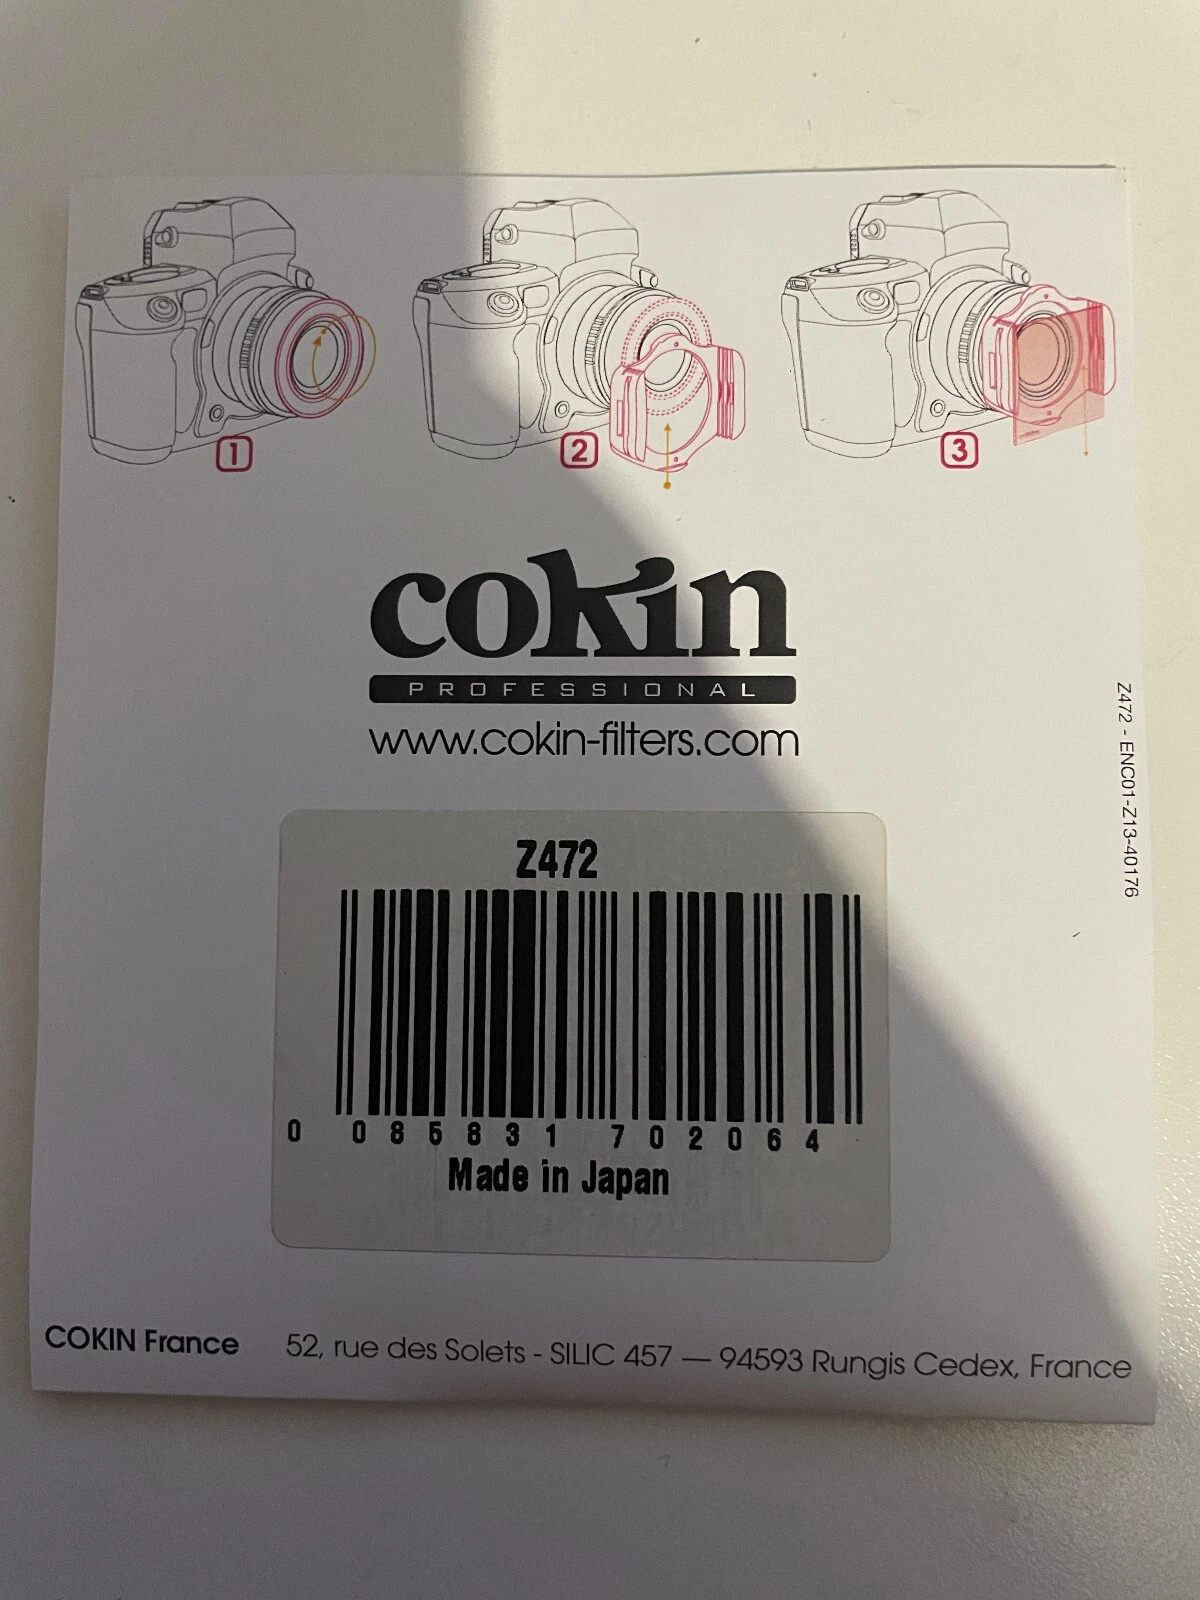 1
2
3
cokin
PROFESSIONAL
www.cokin-filters.com
Z472 - ENC01-Z13-40176
Z472
0 085831 702064
Made in Japan
COKIN France 52, rue des Solets - SILIC 457 — 94593 Rungis Cedex, France